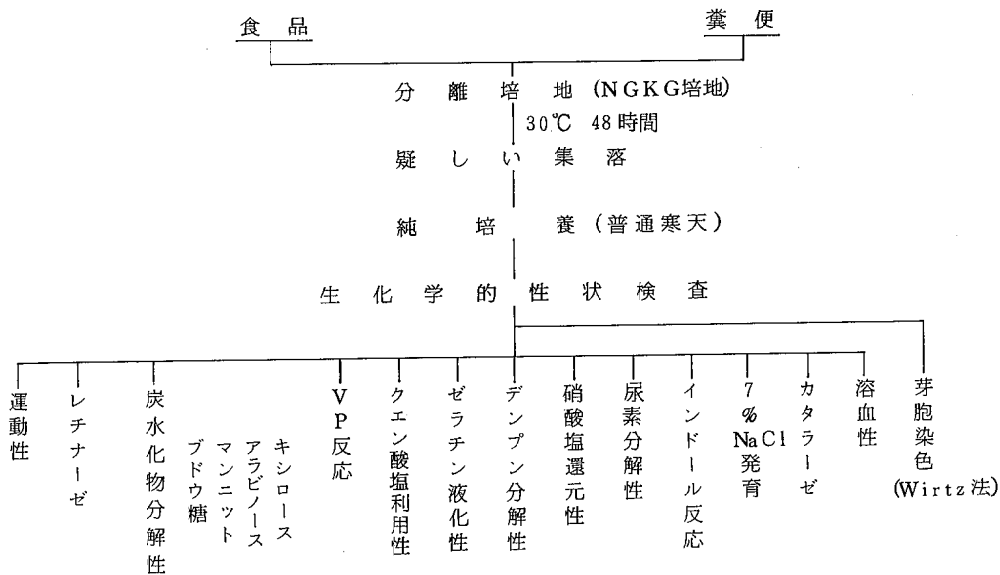 食品
糞便
分離培地 (NGKG培地)
30℃ 48時間
疑しい集落
純培養 (普通寒天)
生化学的性状検査
運動性
レチナーゼ
炭水化物分解性
ブドウ糖
マンニット
アラビノース
キシロース
VP反応
クエン酸塩利用性
ゼラチン液化性
デンプン分解性
硝酸塩還元性
尿素分解性
インドール反応
7%NaCl発育
カタラーゼ
溶血性
芽胞染色
(Wirtz法)